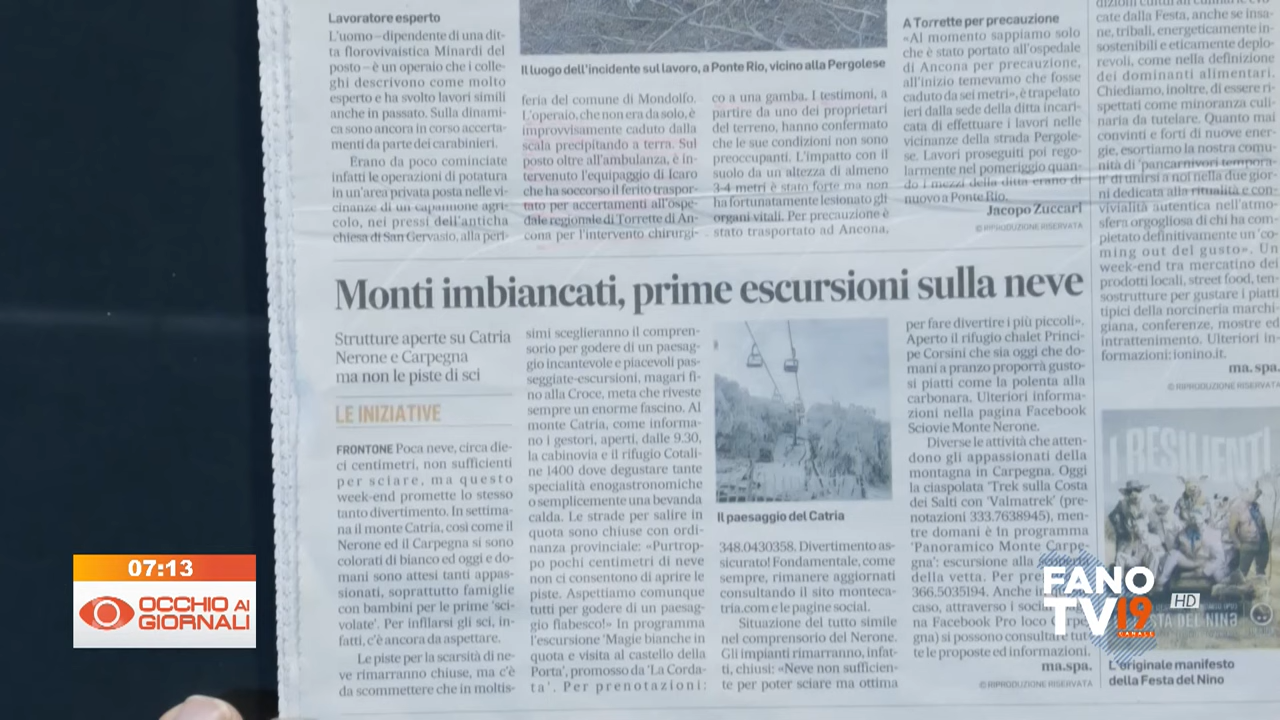 Lavoratore esperto
L'uomo – dipendente di una dit-
ta florovivaistica Minardi del
posto – è un operaio che i colle-
ghi descrivono come molto
esperto e ha svolto lavori simili
anche in passato. Sulla dinami-
ca sono ancora in corso accerta-
menti da parte dei carabinieri.
Erano da poco cominciate
infatti le operazioni di potatura
in un'area privata posta nelle vi-
cinanze di un capannone agri-
colo, nei pressi dell'antica
chiesa di San Gervasio, alla peri-
Il luogo dell'incidente sul lavoro, a Ponte Rio, vicino alla Pergolese
feria del comune di Mondolfo.
L'operaio, che non era da solo, è
improvvisamente caduto dalla
scala precipitando a terra. Sul
posto oltre all'ambulanza, è in-
tervenuto l'equipaggio di Icaro
che ha soccorso il ferito traspor-
tato per accertamenti all'ospe-
dale regionale di Torrette di An-
cona per l'intervento chirurgi-
co a una gamba. I testimoni, a
partire da uno dei proprietari
del terreno, hanno confermato
che le sue condizioni non sono
preoccupanti. L'impatto con il
suolo da un altezza di almeno
3-4 metri è stato forte ma non
ha fortunatamente lesionato gli
organi vitali. Per precauzione è
stato trasportato ad Ancona,
A Torrette per precauzione
«Al momento sappiamo solo
che è stato portato all'ospedale
di Ancona per precauzione,
all'inizio temevamo che fosse
caduto da sei metri», è trapelato
ieri dalla sede della ditta incari-
cata di effettuare i lavori nelle
vicinanze della strada Pergole-
se. Lavori proseguiti poi rego-
larmente nel pomeriggio quan-
do i mezzi della ditta erano di
nuovo a Ponte Rio.
Jacopo Zuccari
© RIPRODUZIONE RISERVATA
cate dalla Festa, anche se insa-
ne, tribali, energeticamente in-
sostenibili e eticamente deplo-
revoli, come nella definizione
dei dominanti alimentari.
Chiediamo, inoltre, di essere ri-
spettati come minoranza culi-
naria da tutelare. Quanto mai
convinti e forti di nuove ener-
gie, esortiamo la nostra comu-
nità di 'pancarnivori tempora-
li' di unirsi a noi nella due gior-
ni dedicata alla ritualità e con-
vivialità autentica nell'atmo-
sfera orgogliosa di chi ha com-
pletato definitivamente un 'co-
ming out del gusto». Un
week-end tra mercatino dei
prodotti locali, street food, ten-
sostrutture per gustare i piatti
tipici della norcineria marchi-
giana, conferenze, mostre ed
intrattenimento. Ulteriori in-
formazioni: ionino.it.
ma. spa.
© RIPRODUZIONE RISERVATA
Monti imbiancati, prime escursioni sulla neve
Strutture aperte su Catria
Nerone e Carpegna
ma non le piste di sci
LE INIZIATIVE
FRONTONE Poca neve, circa die-
ci centimetri, non sufficienti
per sciare, ma questo
week-end promette lo stesso
tanto divertimento. In settima-
na il monte Catria, così come il
Nerone ed il Carpegna si sono
colorati di bianco ed oggi e do-
mani sono attesi tanti appas-
sionati, soprattutto famiglie
con bambini per le prime 'sci-
volate'. Per infilarsi gli sci, in-
fatti, c'è ancora da aspettare.
Le piste per la scarsità di ne-
ve rimarranno chiuse, ma c'è
da scommettere che in moltis-
simi sceglieranno il compren-
sorio per godere di un paesag-
gio incantevole e piacevoli pas-
seggiate-escursioni, magari fi-
no alla Croce, meta che riveste
sempre un enorme fascino. Al
monte Catria, come informa-
no i gestori, aperti, dalle 9.30,
la cabinovia e il rifugio Cotali-
ne 1400 dove degustare tante
specialità enogastronomiche
o semplicemente una bevanda
calda. Le strade per salire in
quota sono chiuse con ordi-
nanza provinciale: «Purtrop-
po pochi centimetri di neve
non ci consenno di aprire le
piste. Aspettiamo comunque
tutti per godere di un paesag-
gio fiabesco!» In programma
l'escursione 'Magie bianche in
quota e visita al castello della
Porta', promosso da 'La Corda-
ta'. Per prenotazioni:
Il paesaggio del Catria
348.0430358. Divertimento as-
sicurato! Fondamentale, come
sempre, rimanere aggiornati
consultando il sito monteca-
tria.com e le pagine social.
Situazione del tutto simile
nel comprensorio del Nerone.
Gli impianti rimarranno, infat-
ti, chiusi: «Neve non sufficien-
te per poter sciare ma ottima
per fare divertire i più piccoli».
Aperto il rifugio chalet Princi-
pe Corsini che sia oggi che do-
mani a pranzo proporrà gusto-
si piatti come la polenta alla
carbonara. Ulteriori informa-
zioni nella pagina Facebook
Sciovie Monte Nerone.
Diverse le attività che atten-
dono gli appassionati della
montagna in Carpegna. Oggi
la ciaspolata 'Trek sulla Costa
dei Salti con 'Valmatrek' (pre-
notazioni 333.7638945), men-
tre domani è in programma
'Panoramico Monte Carpe-
gna': escursione alla
della vetta. Per pre
366.5035194. Anche in
caso, attraverso i soci
na Facebook Pro loco
gna) si possono consultare tut-
te le proposte ed informazioni.
ma.spa.
© RIPRODUZIONE RISERVATA
I RESILIENTI
STA DEL NINO
L'originale manifesto
della Festa del Nino
07:13
OCCHIO AI
GIORNALI
FANO
TV 19
CANALE
HD